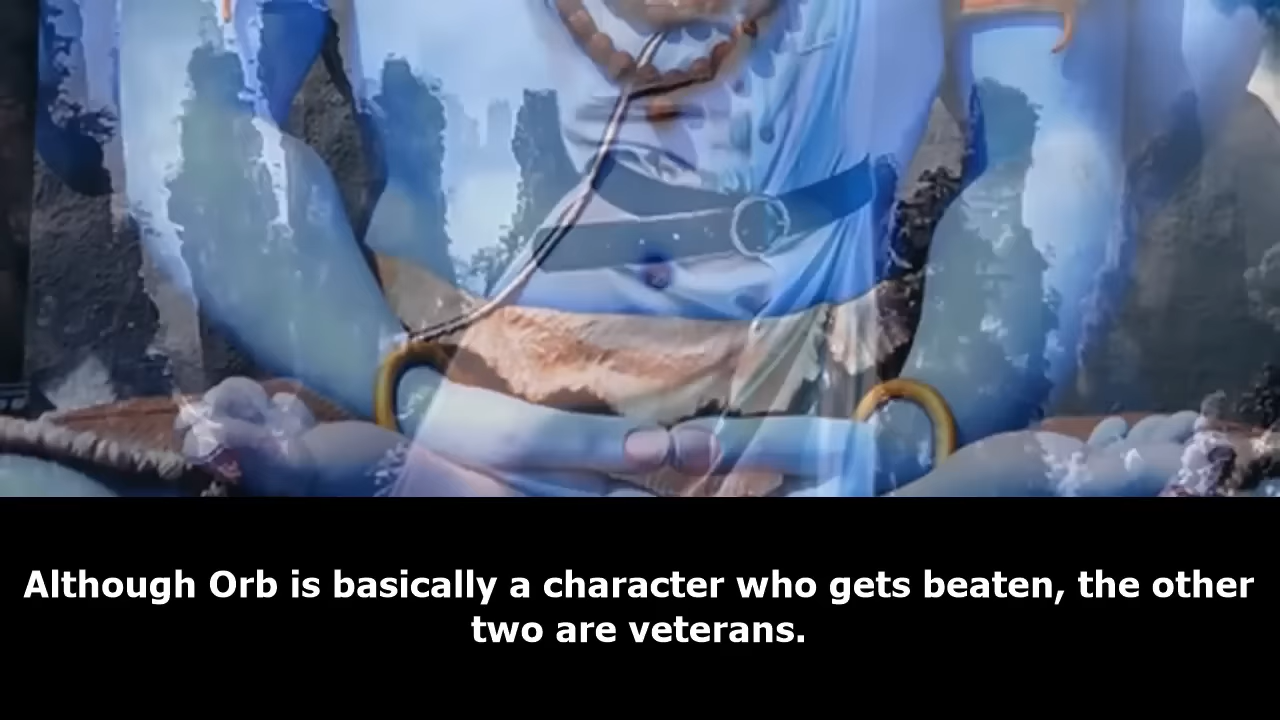 Although Orb is basically a character who gets beaten, the other
two are veterans.